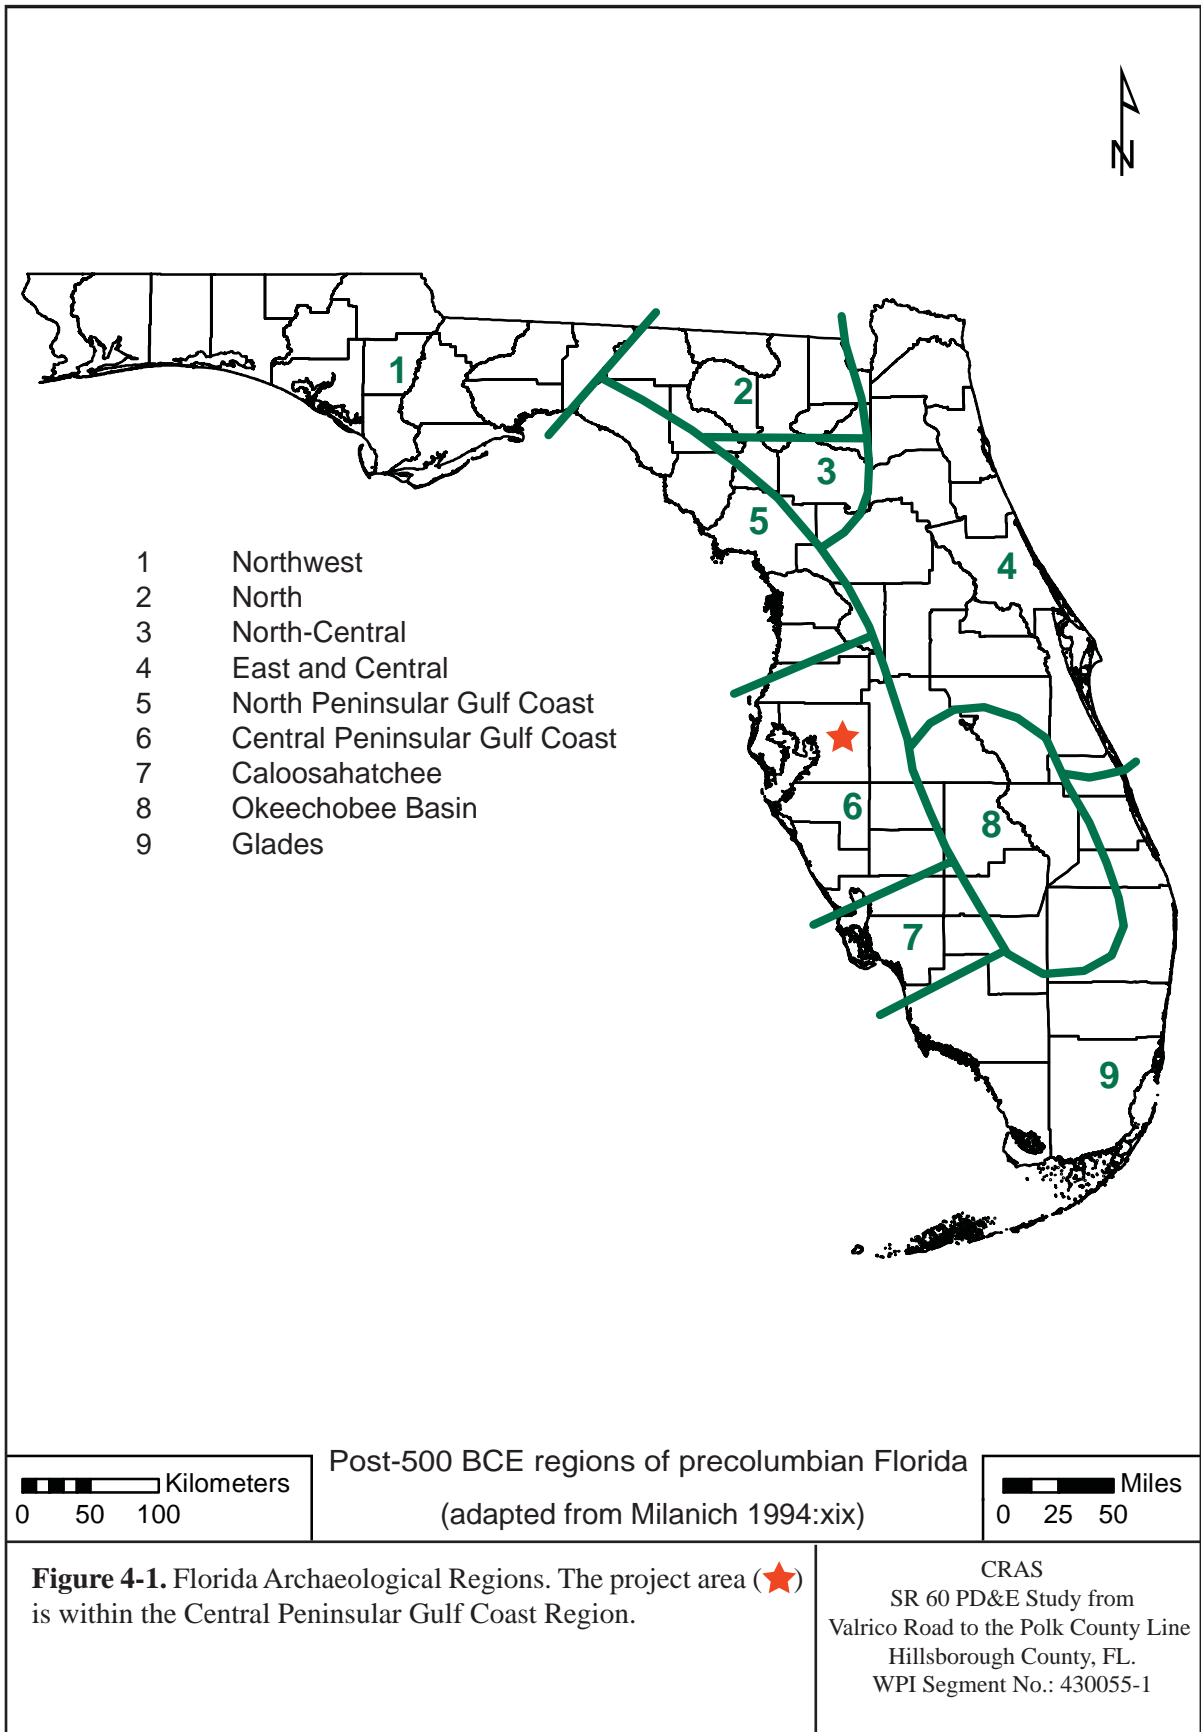 N
1
2
3
5
4
6
8
7
9
1 Northwest
2 North
3 North-Central
4 East and Central
5 North Peninsular Gulf Coast
6 Central Peninsular Gulf Coast
7 Caloosahatchee
8 Okeechobee Basin
9 Glades
Kilometers
0 50 100
Post-500 BCE regions of precolumbian Florida
(adapted from Milanich 1994:xix)
Miles
0 25 50
Figure 4-1. Florida Archaeological Regions. The project area (★)
is within the Central Peninsular Gulf Coast Region.
CRAS
SR 60 PD&E Study from
Valrico Road to the Polk County Line
Hillsborough County, FL.
WPI Segment No.: 430055-1